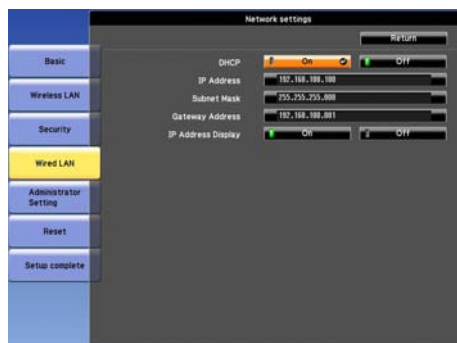 Network settings
Return
Basic
Wireless LAN
Security
Wired LAN
Administrator
Setting
Reset
Setup complete
DHCP On Off
IP Address 192.168.100.100
Subnet Mask 255.255.255.000
Gateway Address 192.168.100.001
IP Address Display On Off